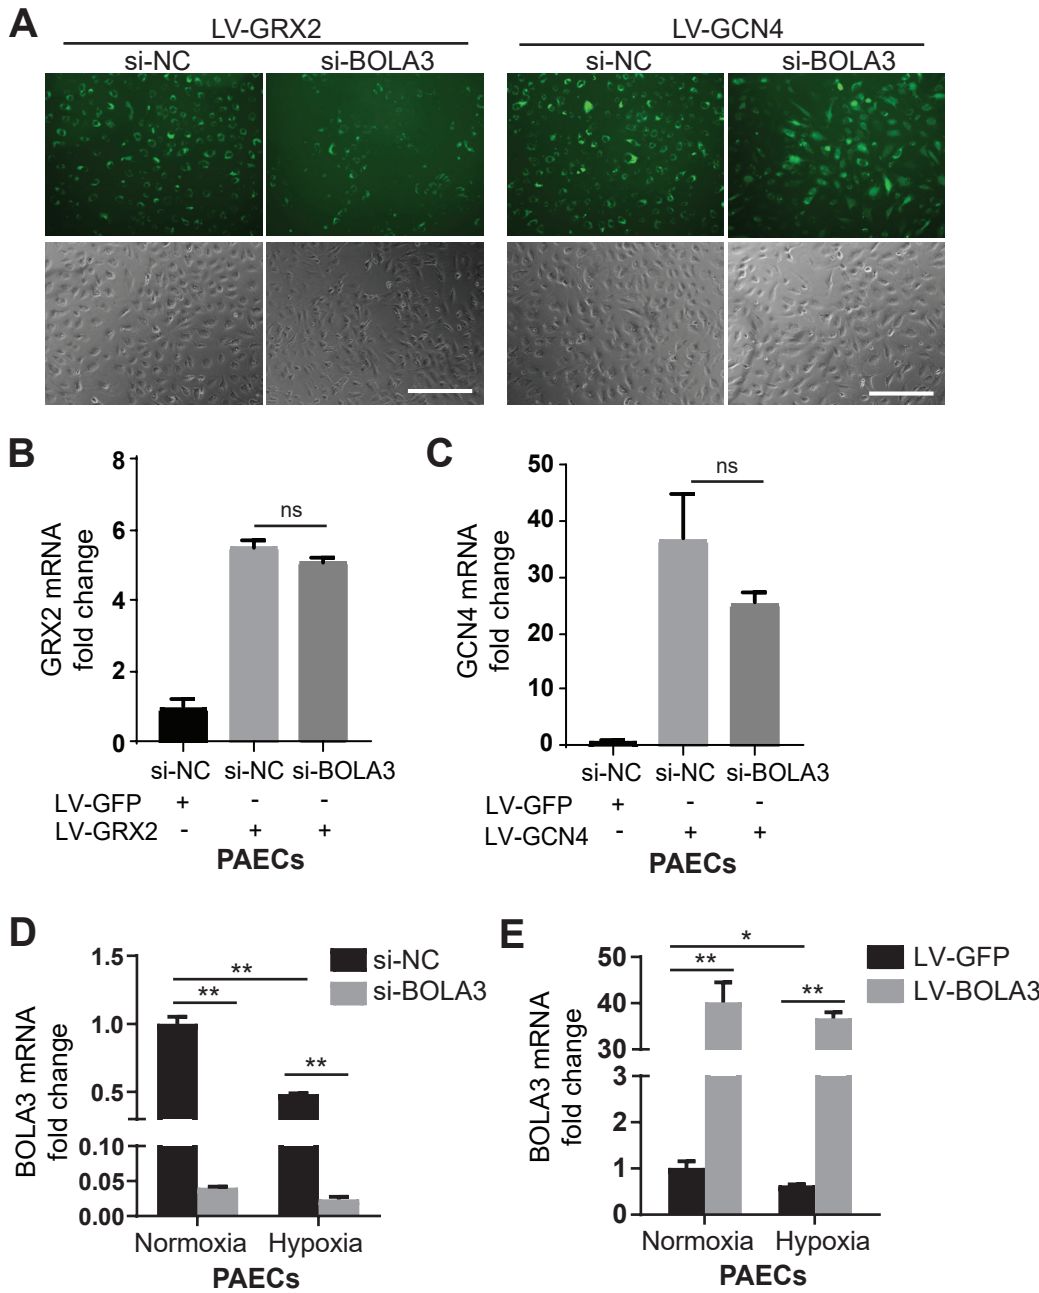 A
LV-GRX2
LV-GCN4
si-NC
si-BOLA3
si-NC
si-BOLA3
B
GRX2 mRNA
fold change
8
6
4
2
0
ns
si-NC
si-NC
si-BOLA3
LV-GFP + - -
LV-GRX2 - + +
PAECs
C
GCN4 mRNA
fold change
50
40
30
20
10
0
ns
si-NC
si-NC
si-BOLA3
LV-GFP + - -
LV-GCN4 - + +
PAECs
D
BOLA3 mRNA
fold change
1.5
1.0
0.5
0.10
0.05
0.00
**
**
**
si-NC
si-BOLA3
Normoxia
Hypoxia
PAECs
E
BOLA3 mRNA
fold change
50
40
30
3
2
1
0
*
**
**
LV-GFP
LV-BOLA3
Normoxia
Hypoxia
PAECs